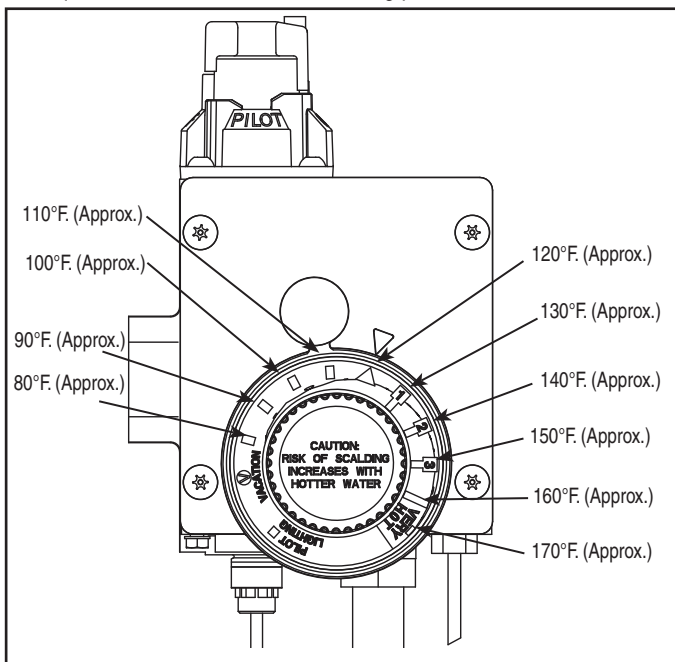 PILOT
110°F. (Approx.)
100°F. (Approx.)
90°F. (Approx.)
80°F. (Approx.)
120°F. (Approx.)
130°F. (Approx.)
140°F. (Approx.)
150°F. (Approx.)
160°F. (Approx.)
170°F. (Approx.)
1
2
3
VERY
HOT
CAUTION:
RISK OF SCALDING
INCREASES WITH
HOTTER WATER
VACATION
PILOT
LIGHTING